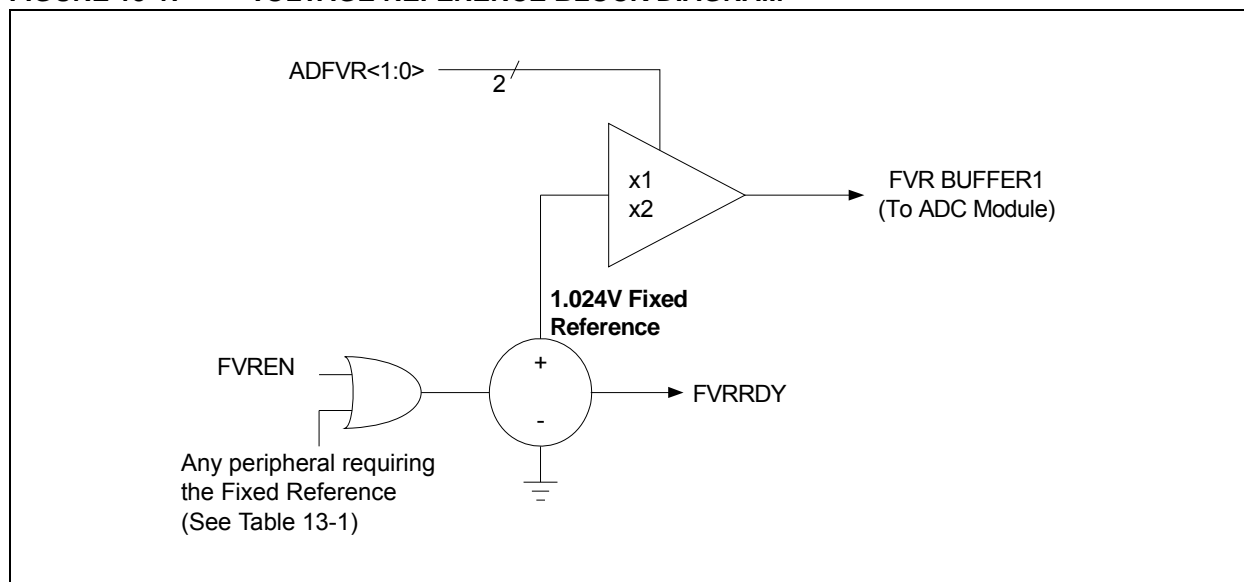 ADFVR<1:0>
2
x1
x2
FVR BUFFER1
(To ADC Module)
1.024V Fixed
Reference
FVREN
+
-
FVRRDY
Any peripheral requiring
the Fixed Reference
(See Table 13-1)